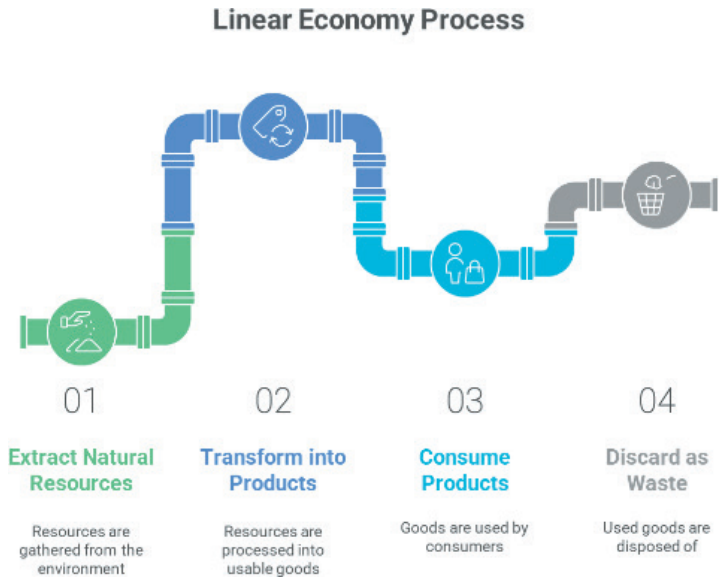 Linear Economy Process
01
Extract Natural
Resources
Resources are
gathered from the
environment
02
Transform into
Products
Resources are
processed into
usable goods
03
Consume
Products
Goods are used by
consumers
04
Discard as
Waste
Used goods are
disposed of